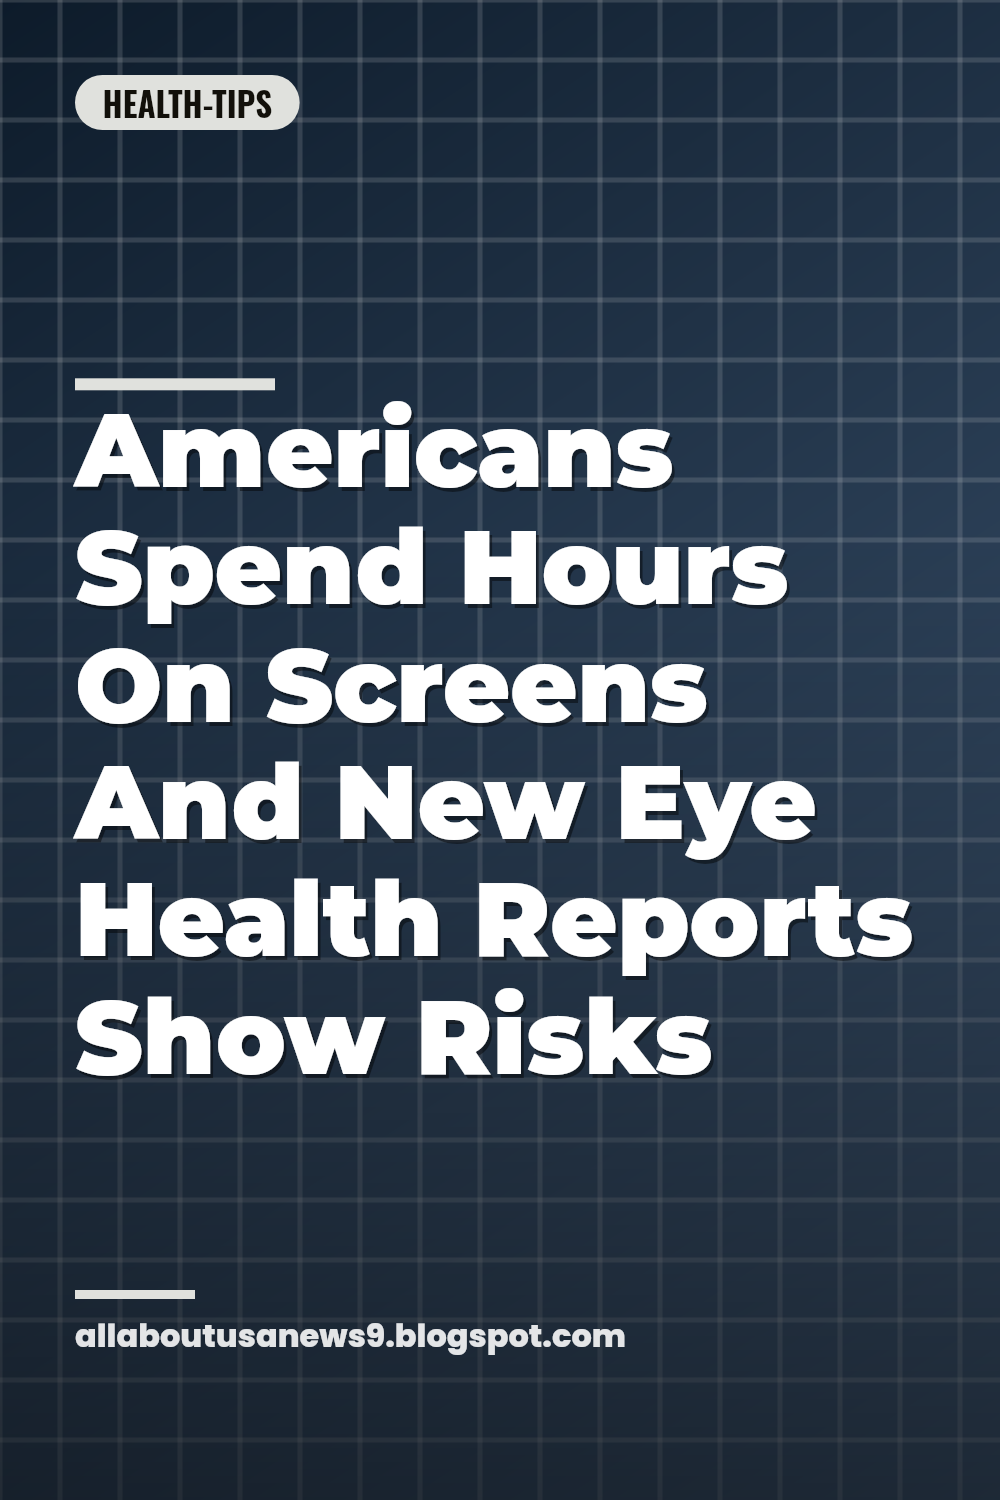 HEALTH-TIPS
Americans
Spend Hours
On Screens
And New Eye
Health Reports
Show Risks
allaboutusanews9.blogspot.com